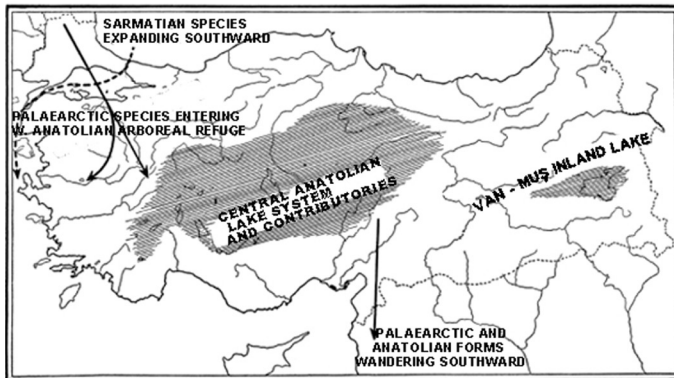 SARMATIAN SPECIES
EXPANDING SOUTHWARD
PALAEARCTIC SPECIES ENTERING
W. ANATOLIAN ARBOREAL REFUGE
CENTRAL ANATOLIAN
LAKE SYSTEM
AND CONTRIBUTORIES
VAN - MUŞ INLAND LAKE
PALAEARCTIC AND
ANATOLIAN FORMS
WANDERING SOUTHWARD